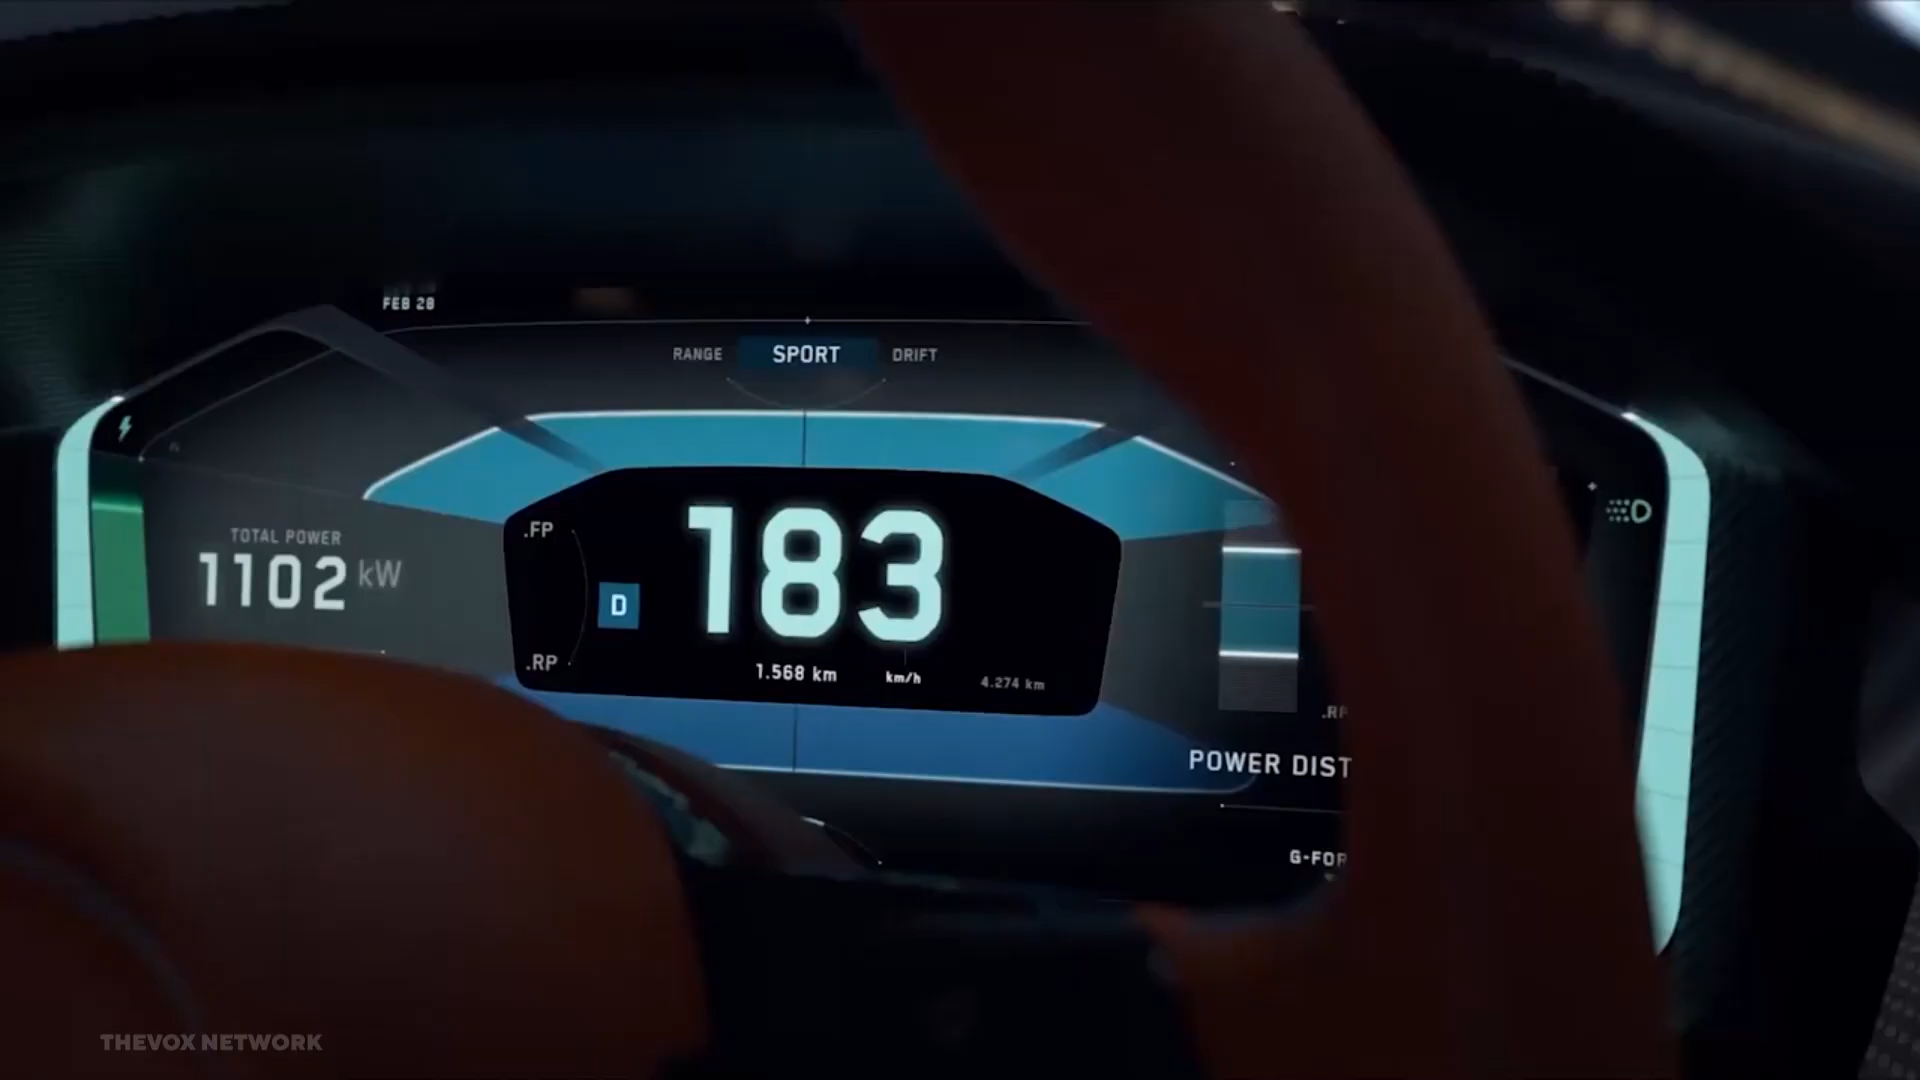 FEB 28
RANGE SPORT DRIFT
TOTAL POWER
1102 kW
.FP
D
183
.RP
1.568 km km/h 4.274 km
.RP
POWER DIST
G-FOR
THEVOX NETWORK